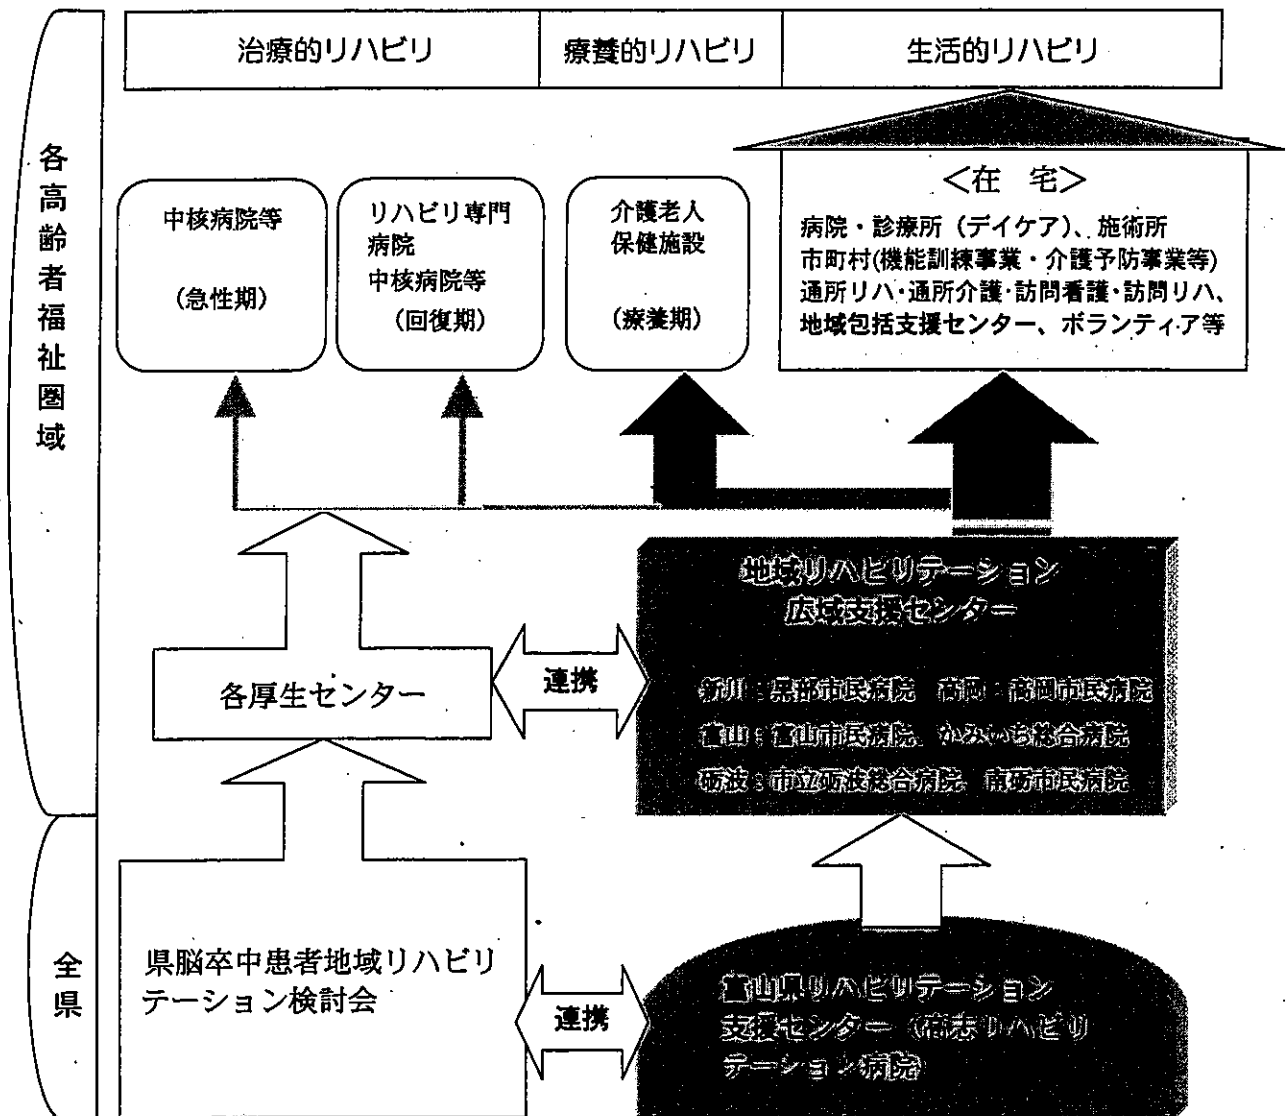 治療的リハビリ
療養的リハビリ
生活的リハビリ
各高齢者福祉圏域
中核病院等
(急性期)
リハビリ専門
病院
中核病院等
(回復期)
介護老人
保健施設
(療養期)
＜在　宅＞
病院・診療所（デイケア）、施術所
市町村(機能訓練事業・介護予防事業等)
通所リハ・通所介護・訪問看護・訪問リハ、
地域包括支援センター、ボランティア等
地域リハビリテーション
広域支援センター
新川：黒部市民病院　高岡：高岡市民病院
富山：富山市民病院、かみいち総合病院
砺波：市立砺波総合病院　南砺市民病院
各厚生センター
連携
全県
県脳卒中患者地域リハビリ
テーション検討会
連携
富山県リハビリテーション
支援センター（高志リハビリ
テーション病院）